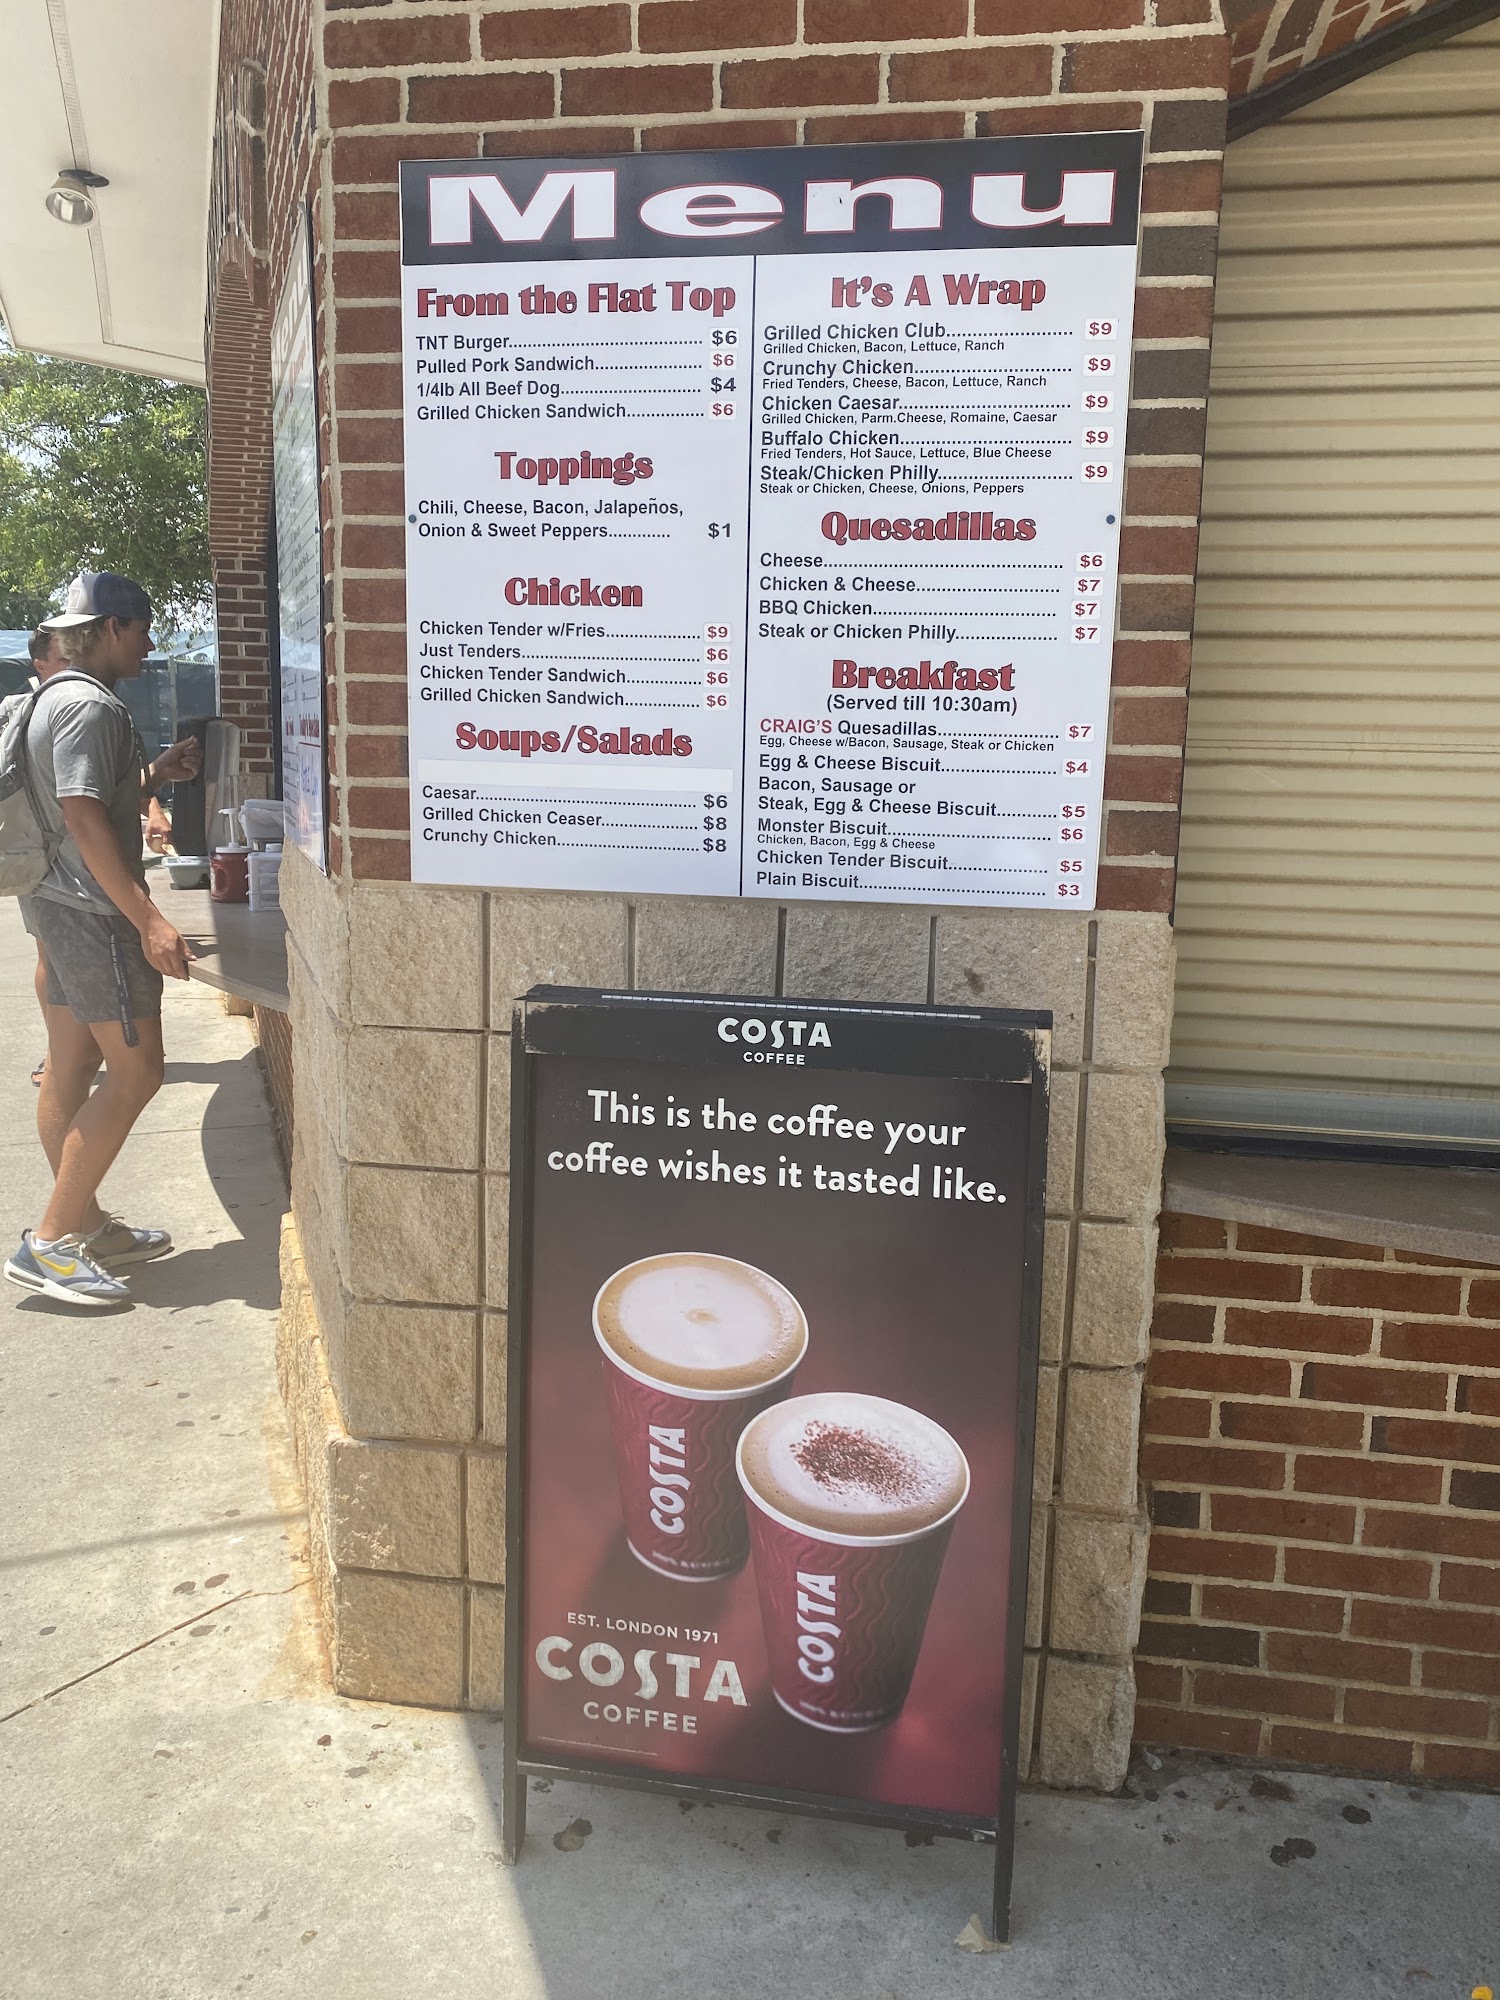 Menu
From the Flat Top
TNT Burger.......................................... $6
Pulled Pork Sandwich....................... $6
1/4lb All Beef Dog.............................. $4
Grilled Chicken Sandwich................. $6
Toppings
Chili, Cheese, Bacon, Jalapeños,
Onion & Sweet Peppers............. $1
Chicken
Chicken Tender w/Fries.................... $9
Just Tenders...................................... $6
Chicken Tender Sandwich................ $6
Grilled Chicken Sandwich................ $6
Soups/Salads
Caesar............................................... $6
Grilled Chicken Ceaser..................... $8
Crunchy Chicken............................... $8
It's A Wrap
Grilled Chicken Club......................... $9
Grilled Chicken, Bacon, Lettuce, Ranch
Crunchy Chicken............................... $9
Fried Tenders, Cheese, Bacon, Lettuce, Ranch
Chicken Caesar.................................. $9
Grilled Chicken, Parm.Cheese, Romaine, Caesar
Buffalo Chicken.................................. $9
Fried Tenders, Hot Sauce, Lettuce, Blue Cheese
Steak/Chicken Philly........................... $9
Steak or Chicken, Cheese, Onions, Peppers
Quesadillas
Cheese................................................ $6
Chicken & Cheese............................. $7
BBQ Chicken..................................... $7
Steak or Chicken Philly.................... $7
Breakfast
(Served till 10:30am)
CRAIG'S Quesadillas........................ $7
Egg, Cheese w/Bacon, Sausage, Steak or Chicken
Egg & Cheese Biscuit....................... $4
Bacon, Sausage or
Steak, Egg & Cheese Biscuit............ $5
Monster Biscuit................................. $6
Chicken, Bacon, Egg & Cheese
Chicken Tender Biscuit.................... $5
Plain Biscuit..................................... $3
COSTA
COFFEE
This is the coffee your
coffee wishes it tasted like.
COSTA
COSTA
EST. LONDON 1971
COSTA
COFFEE